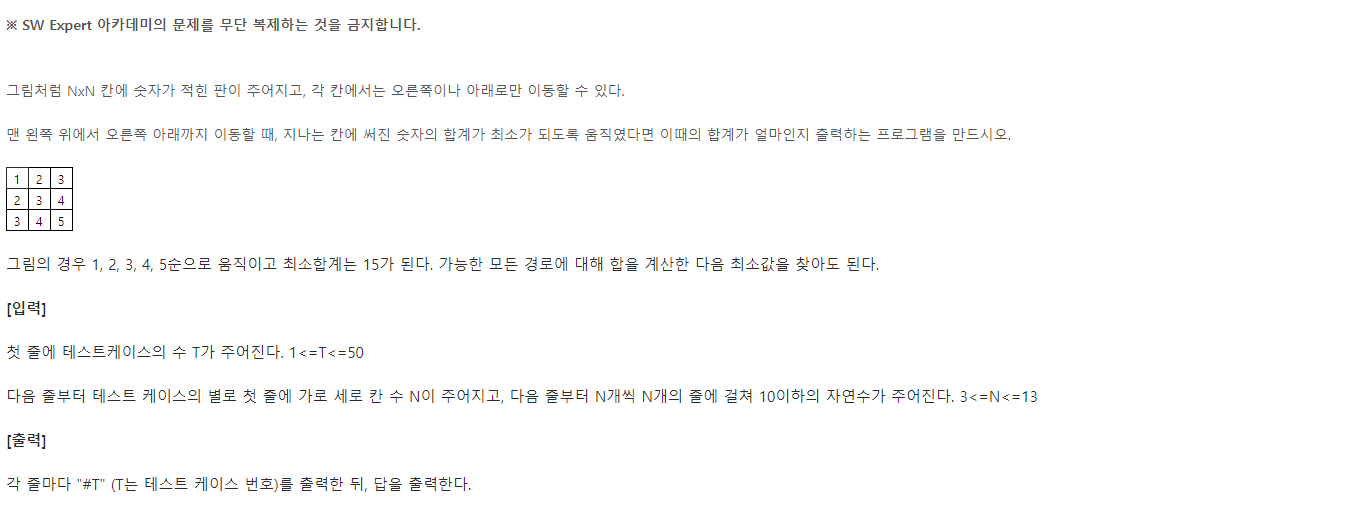 ※ SW Expert 아카데미의 문제를 무단 복제하는 것을 금지합니다.
그림처럼 NxN 칸에 숫자가 적힌 판이 주어지고, 각 칸에서는 오른쪽이나 아래로만 이동할 수 있다.
맨 왼쪽 위에서 오른쪽 아래까지 이동할 때, 지나는 칸에 써진 숫자의 합계가 최소가 되도록 움직였다면 이때의 합계가 얼마인지 출력하는 프로그램을 만드시오.
1 2 3
2 3 4
3 4 5
그림의 경우 1, 2, 3, 4, 5순으로 움직이고 최소합계는 15가 된다. 가능한 모든 경로에 대해 합을 계산한 다음 최소값을 찾아도 된다.
[입력]
첫 줄에 테스트케이스의 수 T가 주어진다. 1<=T<=50
다음 줄부터 테스트 케이스의 별로 첫 줄에 가로 세로 칸 수 N이 주어지고, 다음 줄부터 N개씩 N개의 줄에 걸쳐 10이하의 자연수가 주어진다. 3<=N<=13
[출력]
각 줄마다 "#T" (T는 테스트 케이스 번호)를 출력한 뒤, 답을 출력한다.